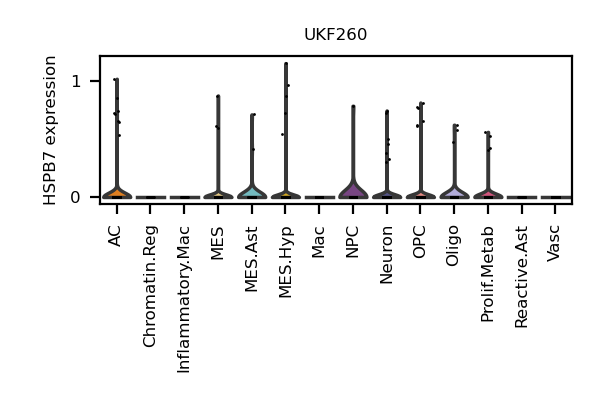 UKF260
HSPB7 expression
1
0
AC
Chromatin.Reg
Inflammatory.Mac
MES
MES.Ast
MES.Hyp
Mac
NPC
Neuron
OPC
Oligo
Prolif.Metab
Reactive.Ast
Vasc